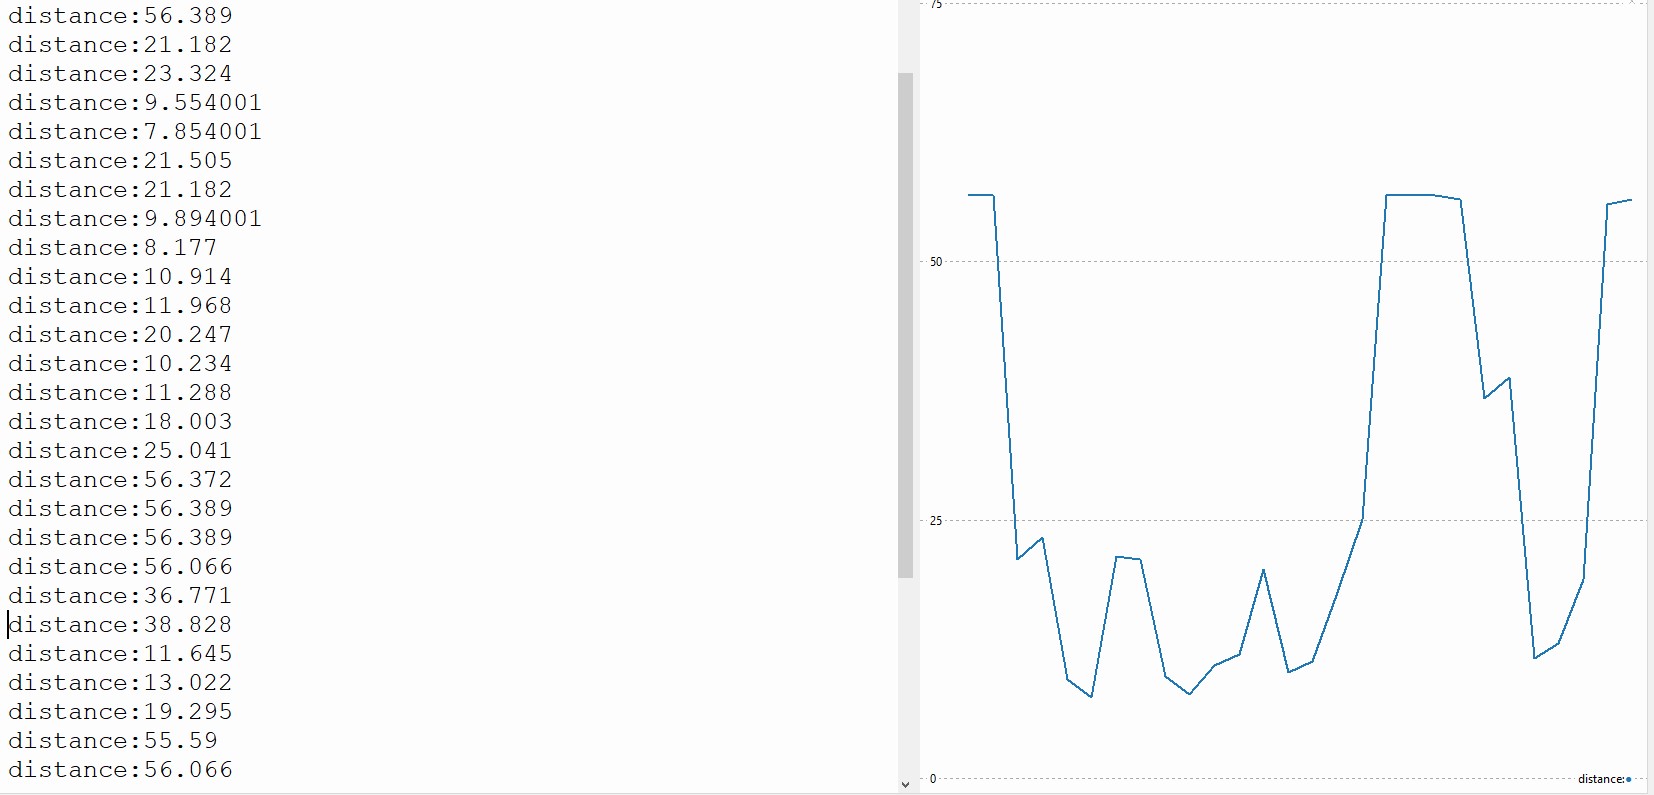 distance:56.389
distance:21.182
distance:23.324
distance:9.554001
distance:7.854001
distance:21.505
distance:21.182
distance:9.894001
distance:8.177
distance:10.914
distance:11.968
distance:20.247
distance:10.234
distance:11.288
distance:18.003
distance:25.041
distance:56.372
distance:56.389
distance:56.389
distance:56.066
distance:36.771
distance:38.828
distance:11.645
distance:13.022
distance:19.295
distance:55.59
distance:56.066
75
50
25
0
distance: